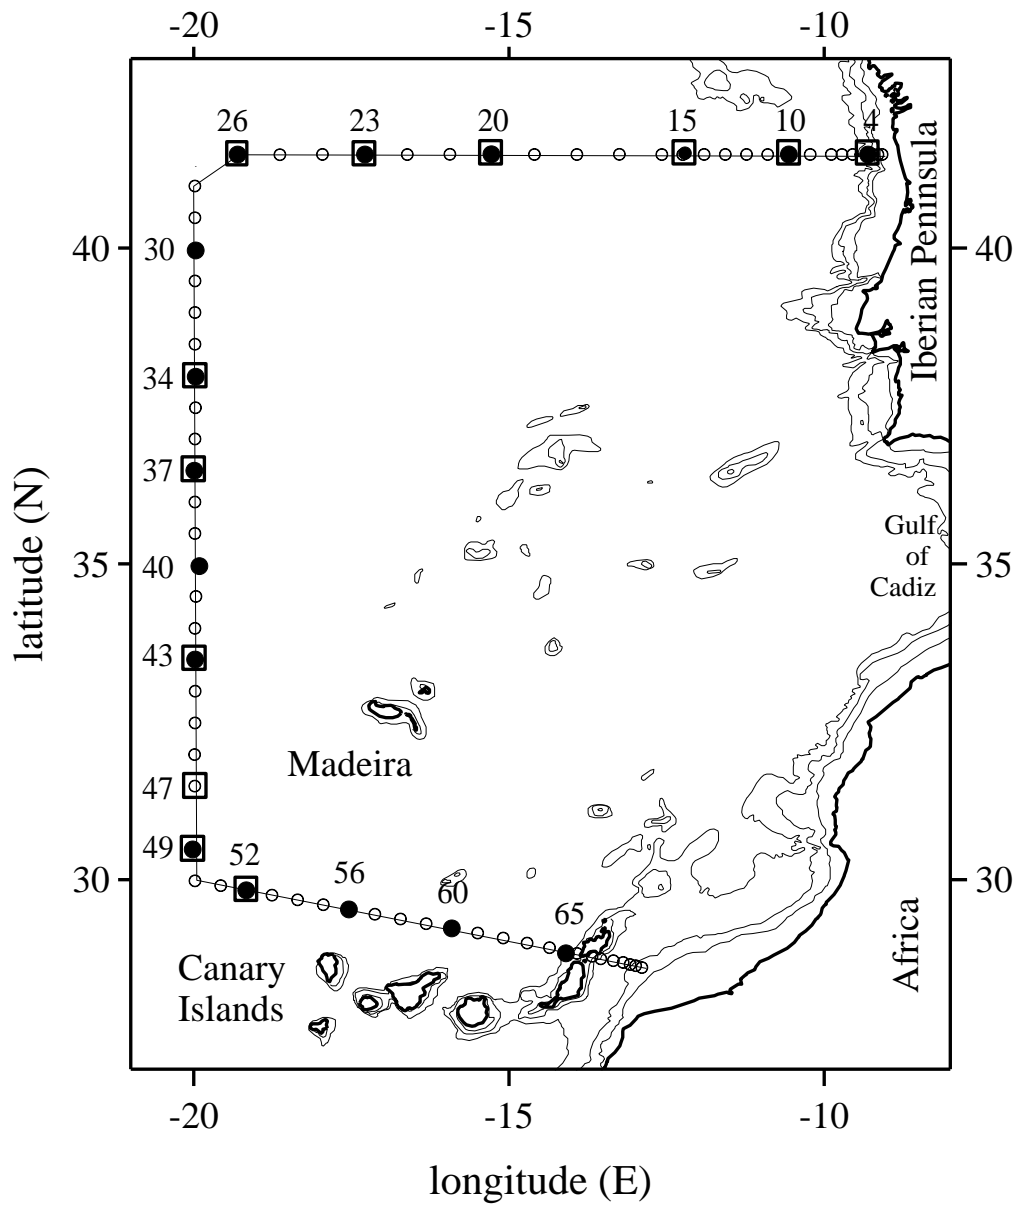 -20 -15 -10
26 23 20 15 10 4
Iberian Peninsula
40 30 40
34
37
Gulf
of
Cadiz
latitude (N)
35 40 35
43
Madeira
47
49
30 52 56 60 65 30
Africa
Canary
Islands
-20 -15 -10
longitude (E)